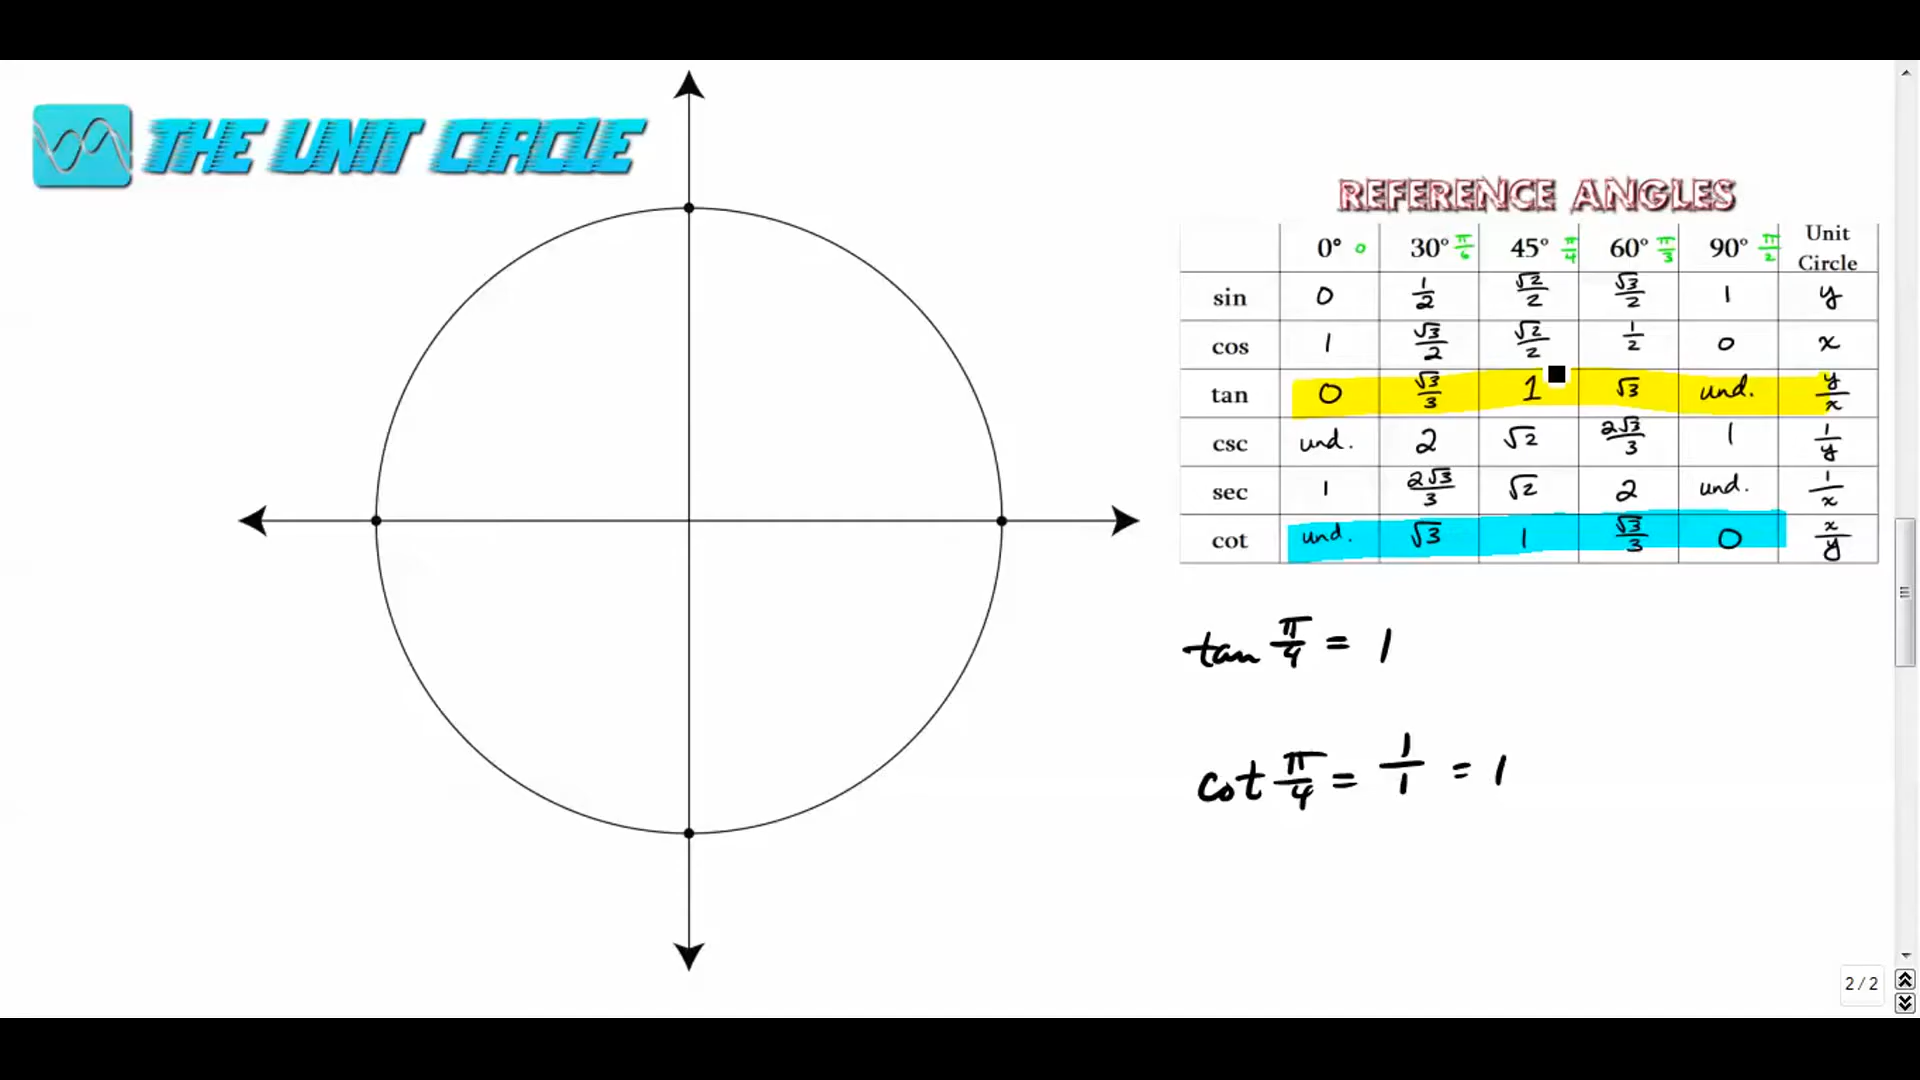 THE UNIT CIRCLE
REFERENCE ANGLES
0° 0 30° π/6 45° π/4 60° π/3 90° π/2 Unit Circle
sin 0 1/2 √2/2 √3/2 1 y
cos 1 √3/2 √2/2 1/2 0 x
tan 0 √3/3 1 √3 und. y/x
csc und. 2 √2 2√3/3 1 1/y
sec 1 2√3/3 √2 2 und. 1/x
cot und. √3 1 √3/3 0 x/y
tan π/4 = 1
cot π/4 = 1/1 = 1
2 / 2